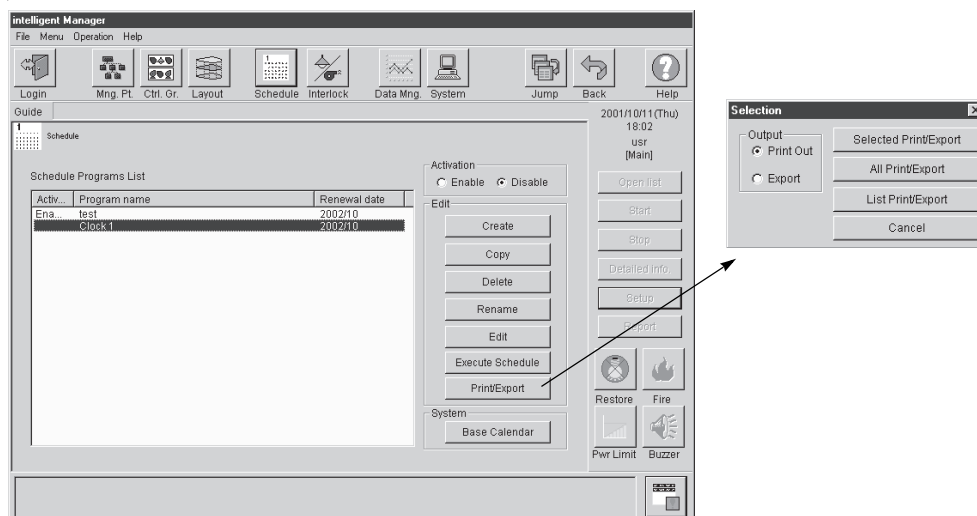 intelligent Manager
File Menu Operation Help
Login Mng. Pt. Ctrl. Gr. Layout Schedule Interlock Data Mng. System Jump Back Help
Guide
1
Schedule
Schedule Programs List
Activ... Program name Renewal date
Ena... test 2002/10
Clock 1 2002/10
Activation
Enable Disable
Edit
Create
Copy
Delete
Rename
Edit
Execute Schedule
Print/Export
System
Base Calendar
2001/10/11(Thu)
18:02
usr
[Main]
Open list
Start
Stop
Detailed info.
Setup
Report
Restore Fire
Pwr Limit Buzzer
Selection
Output
Print Out
Export
Selected Print/Export
All Print/Export
List Print/Export
Cancel